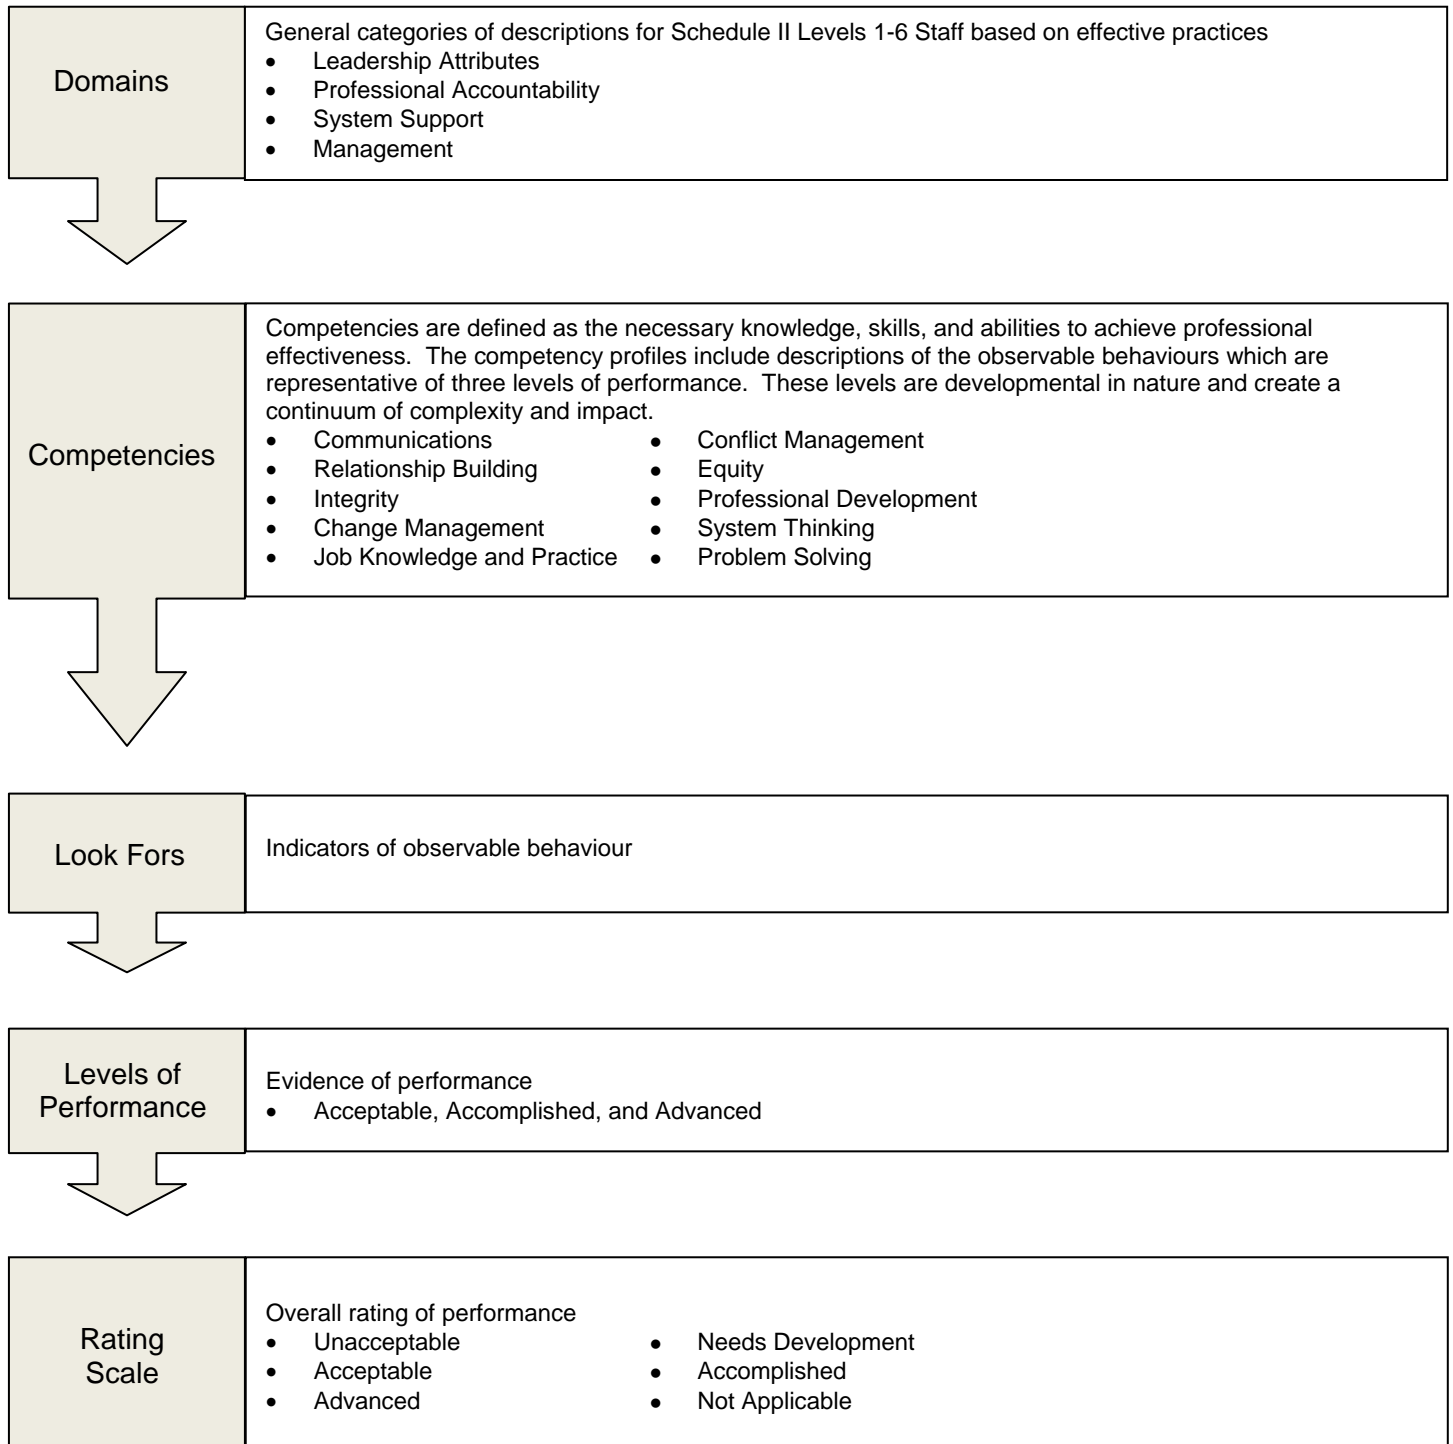 Domains
General categories of descriptions for Schedule II Levels 1-6 Staff based on effective practices
• Leadership Attributes
• Professional Accountability
• System Support
• Management
Competencies
Competencies are defined as the necessary knowledge, skills, and abilities to achieve professional
effectiveness. The competency profiles include descriptions of the observable behaviours which are
representative of three levels of performance. These levels are developmental in nature and create a
continuum of complexity and impact.
• Communications • Conflict Management
• Relationship Building • Equity
• Integrity • Professional Development
• Change Management • System Thinking
• Job Knowledge and Practice • Problem Solving
Look Fors
Indicators of observable behaviour
Levels of
Performance
Evidence of performance
• Acceptable, Accomplished, and Advanced
Rating
Scale
Overall rating of performance
• Unacceptable • Needs Development
• Acceptable • Accomplished
• Advanced • Not Applicable